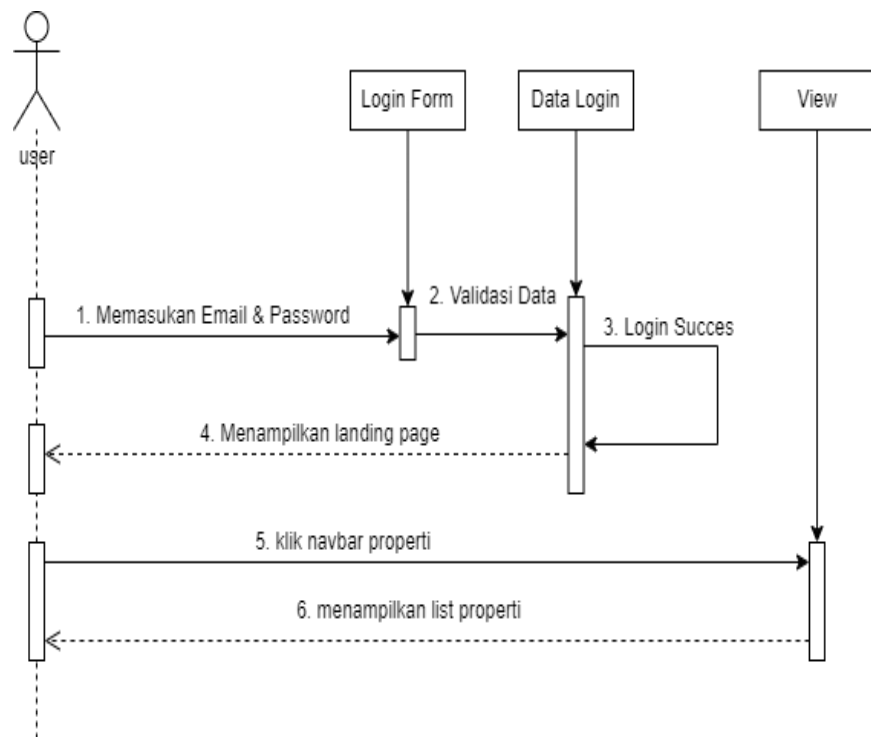 Login Form
Data Login
View
user
1. Memasukan Email & Password
2. Validasi Data
3. Login Succes
4. Menampilkan landing page
5. klik navbar properti
6. menampilkan list properti